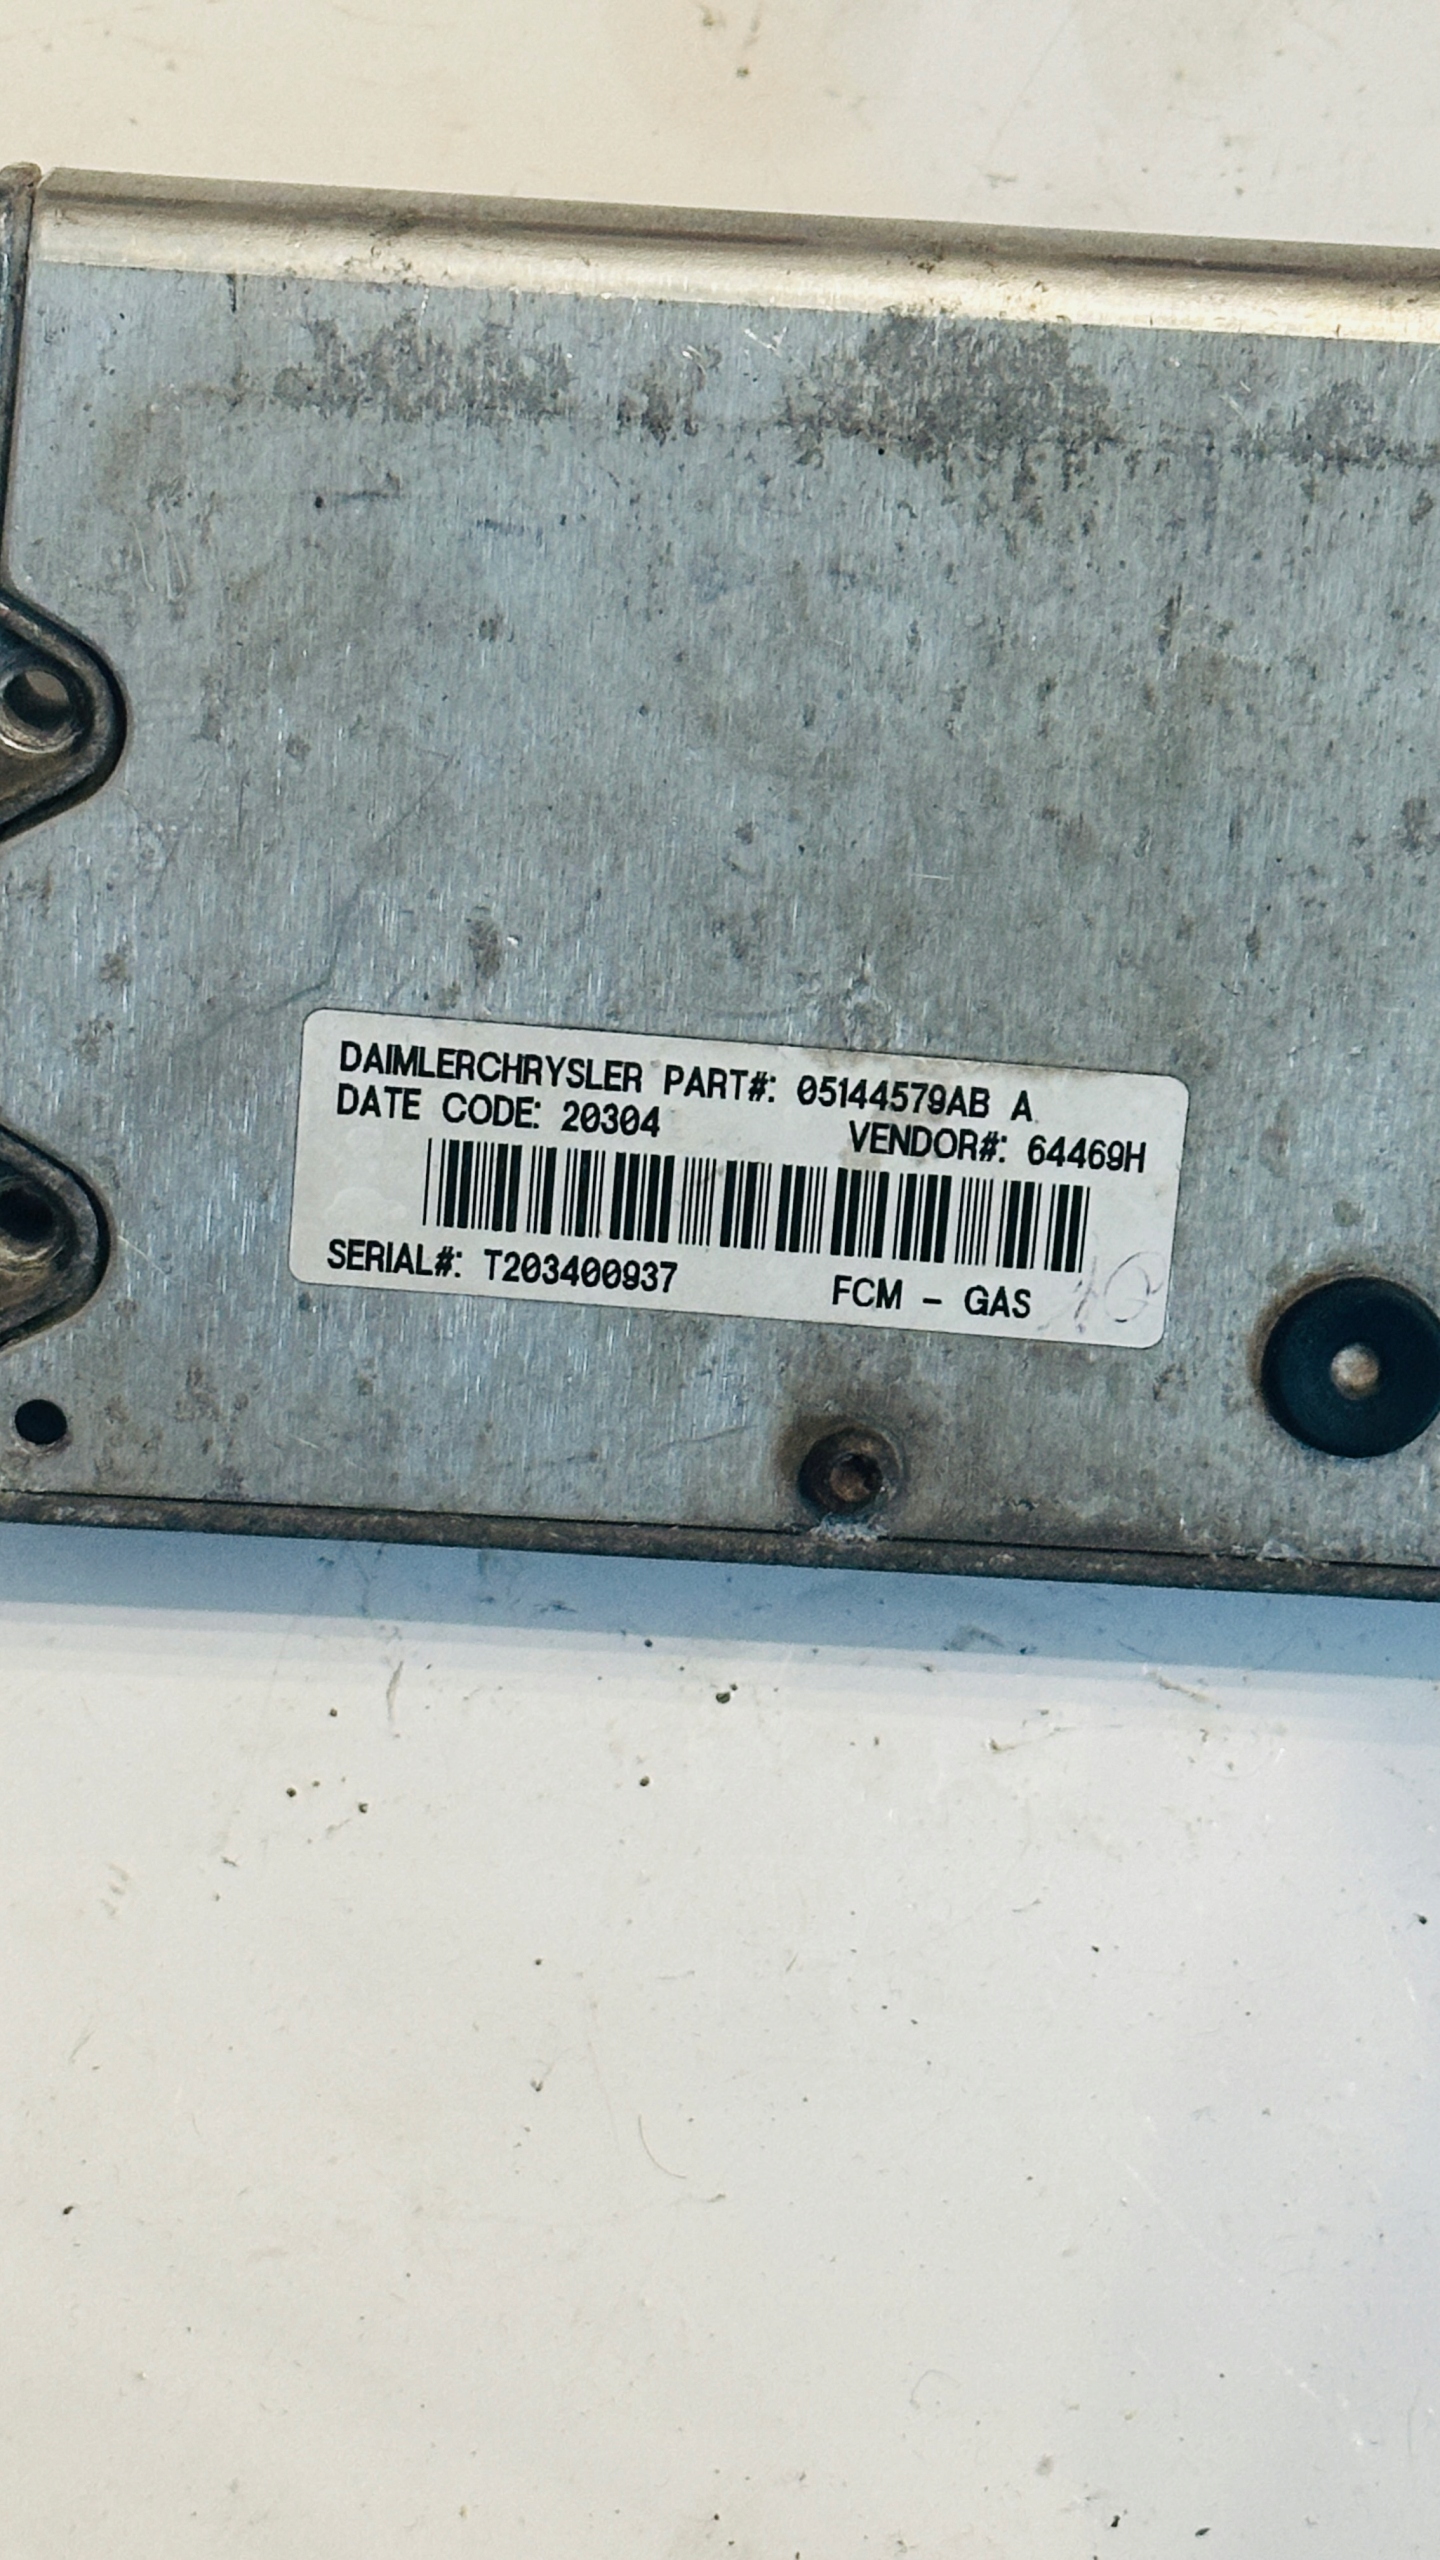 DAIMLERCHRYSLER PART#: 05144579AB A
DATE CODE: 20304 VENDOR#: 64469H
SERIAL#: T203400937 FCM - GAS